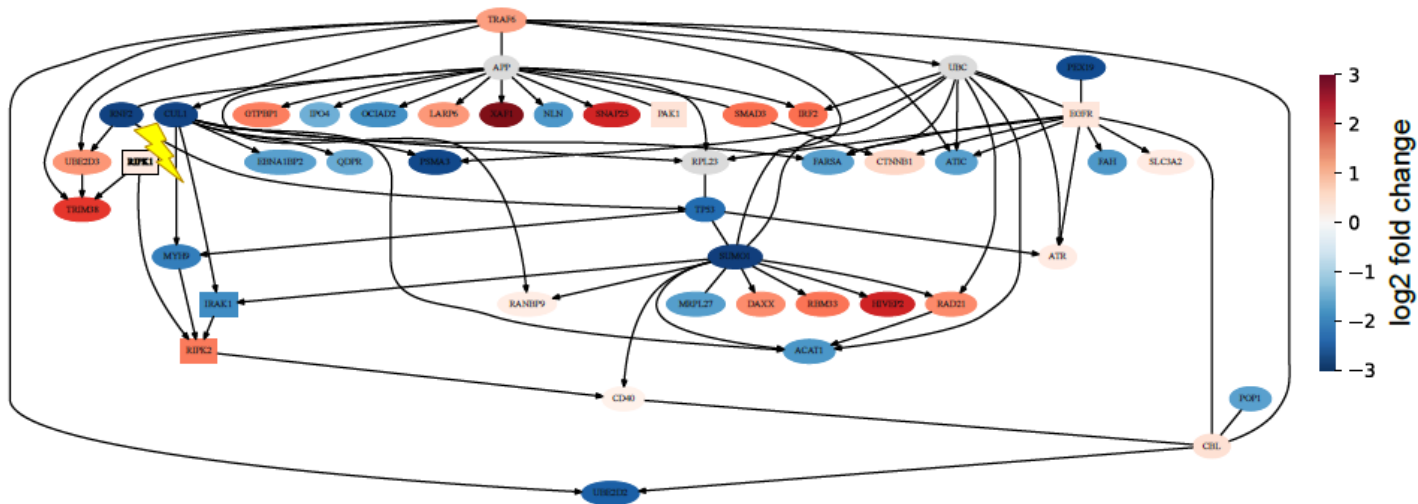 TRAF6
APP
UBC
PEX19
RNF2
CUL1
GTPBP1
IPO4
OCIAD2
LARP6
XAF1
NLN
SNAP25
PAK1
SMAD3
IRF2
EGFR
UBE2D3
RIPK1
EBNA1BP2
QDPR
PSMA3
RPL23
FARSA
CTNNB1
ATIC
FAH
SLC3A2
TRIM38
TP53
MYH9
SUMO1
ATR
IRAK1
RANBP9
MRPL27
DAXX
RBM33
HIVEP2
RAD21
RIPK2
ACAT1
CD40
POP1
CBL
UBE2D2
3
2
1
0
−1
−2
−3
log2 fold change